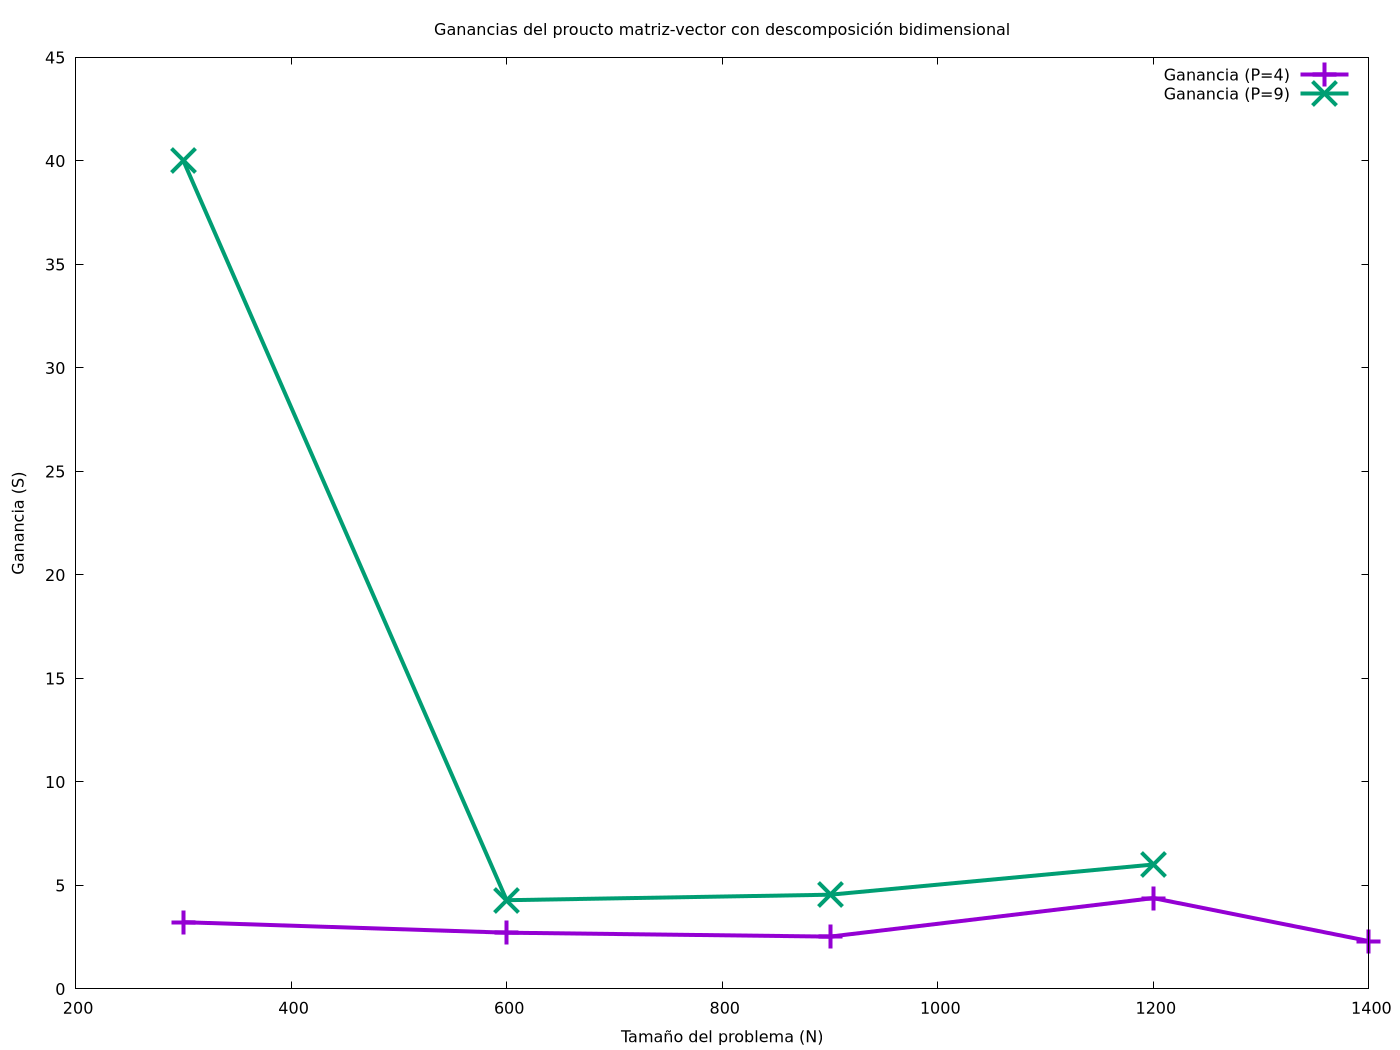 Ganancias del proucto matriz-vector con descomposición bidimensional
Ganancia (P=4)
Ganancia (P=9)
45
40
35
30
25
20
15
10
5
0
Ganancia (S)
200 400 600 800 1000 1200 1400
Tamaño del problema (N)